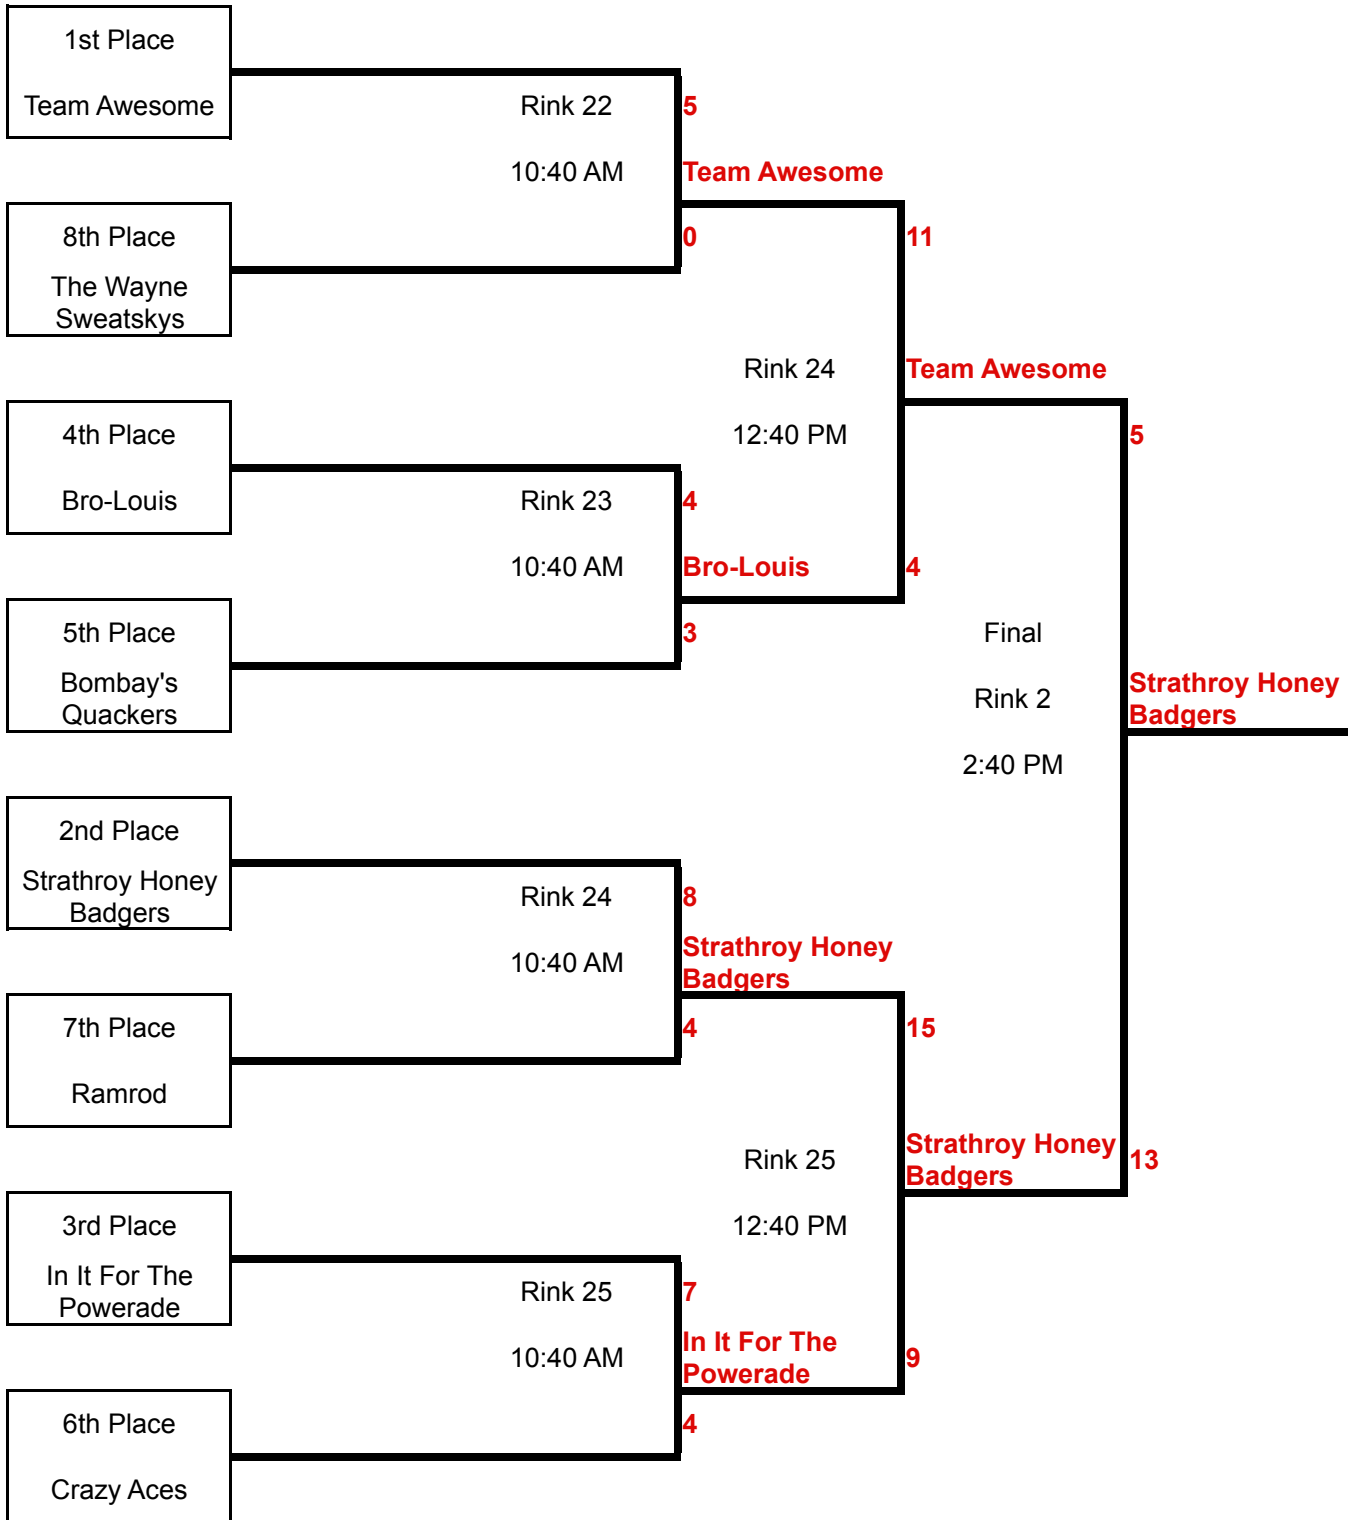 1st Place
Team Awesome
Rink 22
5
10:40 AM
Team Awesome
8th Place
0
11
The Wayne
Sweatskys
Rink 24
Team Awesome
4th Place
12:40 PM
5
Bro-Louis
Rink 23
4
10:40 AM
Bro-Louis
4
5th Place
3
Final
Bombay's
Quackers
Rink 2
Strathroy Honey
Badgers
2:40 PM
2nd Place
Strathroy Honey
Badgers
Rink 24
8
10:40 AM
Strathroy Honey
Badgers
7th Place
4
15
Ramrod
Rink 25
Strathroy Honey
Badgers
13
3rd Place
12:40 PM
In It For The
Powerade
Rink 25
7
10:40 AM
In It For The
Powerade
9
6th Place
4
Crazy Aces